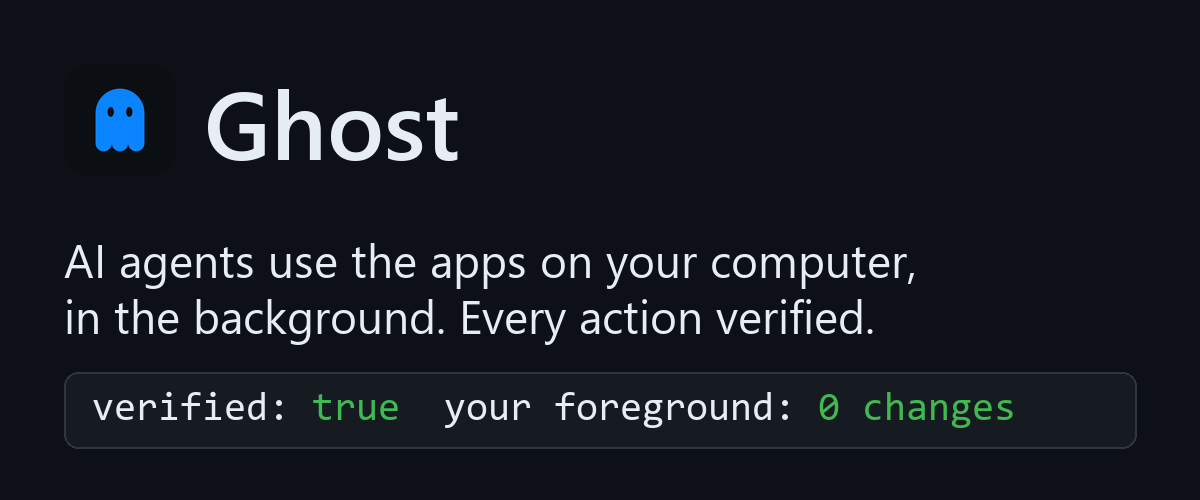 Ghost
AI agents use the apps on your computer,
in the background. Every action verified.
verified: true  your foreground: 0 changes